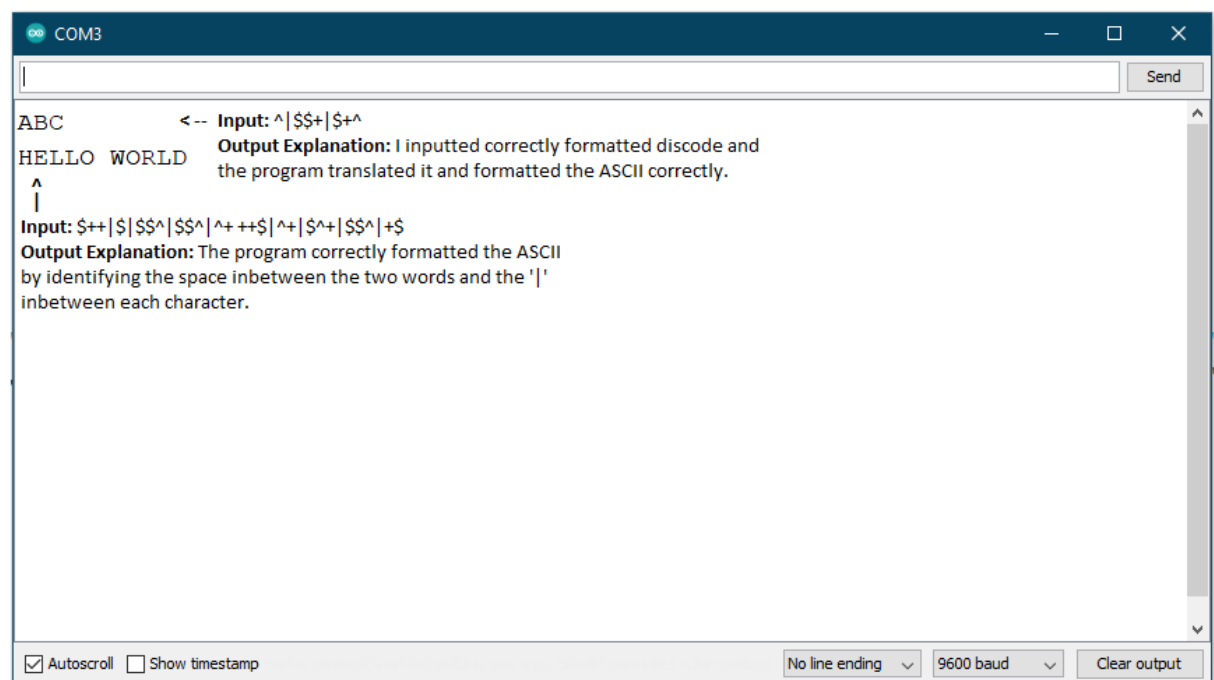 COM3
Send
ABC <-- Input: ^|$$+|$+^
Output Explanation: I inputted correctly formatted discode and
HELLO WORLD the program translated it and formatted the ASCII correctly.
^
|
Input: $++|$|$$^|$$^|^+ ++$|^+|$^+|$$^|+$
Output Explanation: The program correctly formatted the ASCII
by identifying the space inbetween the two words and the '|'
inbetween each character.
Autoscroll Show timestamp No line ending 9600 baud Clear output